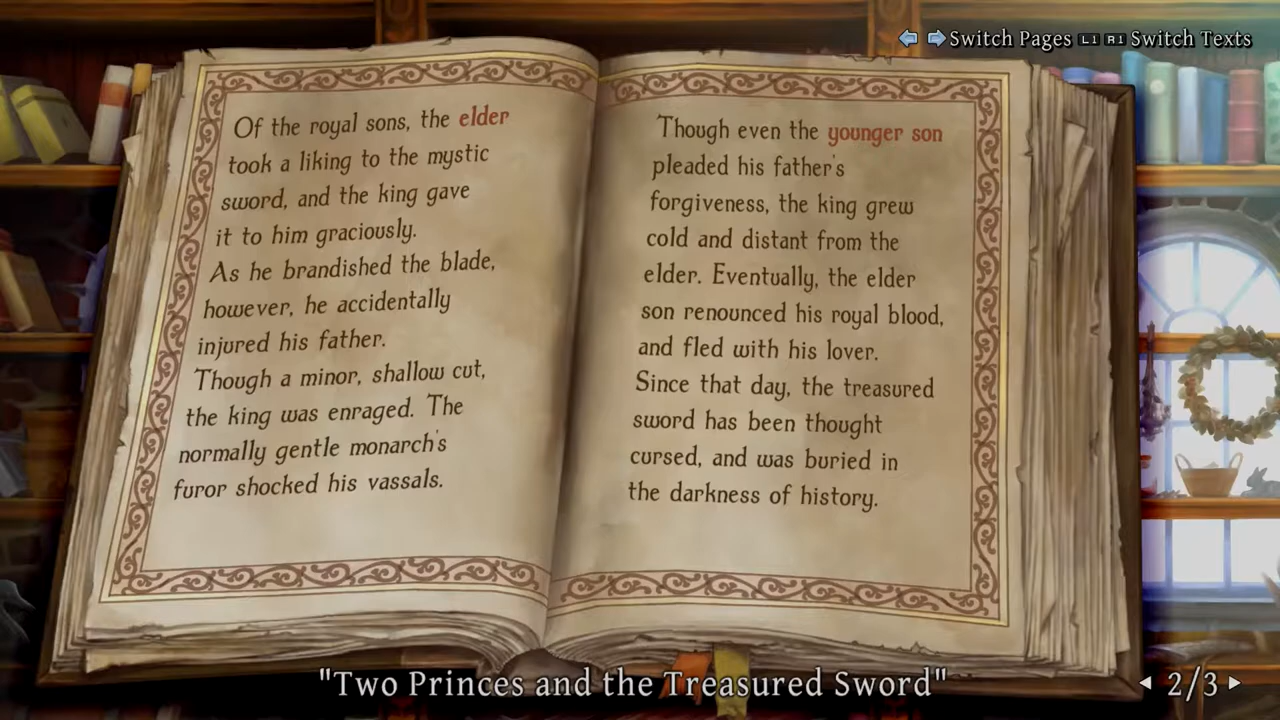 Switch Pages L1 R1 Switch Texts
Of the royal sons, the elder
took a liking to the mystic
sword, and the king gave
it to him graciously.
As he brandished the blade,
however, he accidentally
injured his father.
Though a minor, shallow cut,
the king was enraged. The
normally gentle monarch's
furor shocked his vassals.
Though even the younger son
pleaded his father's
forgiveness, the king grew
cold and distant from the
elder. Eventually, the elder
son renounced his royal blood,
and fled with his lover.
Since that day, the treasured
sword has been thought
cursed, and was buried in
the darkness of history.
"Two Princes and the Treasured Sword"
2/3